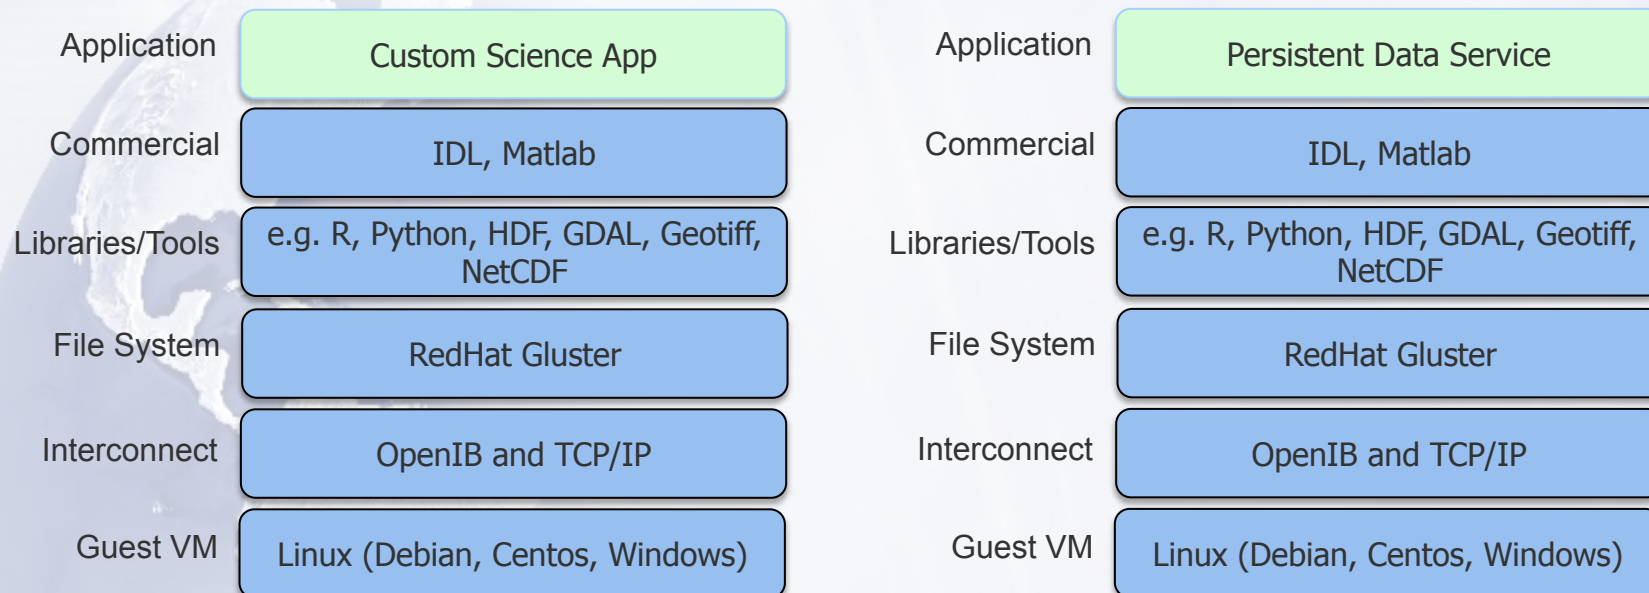 Application
Custom Science App
Commercial
IDL, Matlab
Libraries/Tools
e.g. R, Python, HDF, GDAL, Geotiff,
NetCDF
File System
RedHat Gluster
Interconnect
OpenIB and TCP/IP
Guest VM
Linux (Debian, Centos, Windows)
Application
Persistent Data Service
Commercial
IDL, Matlab
Libraries/Tools
e.g. R, Python, HDF, GDAL, Geotiff,
NetCDF
File System
RedHat Gluster
Interconnect
OpenIB and TCP/IP
Guest VM
Linux (Debian, Centos, Windows)